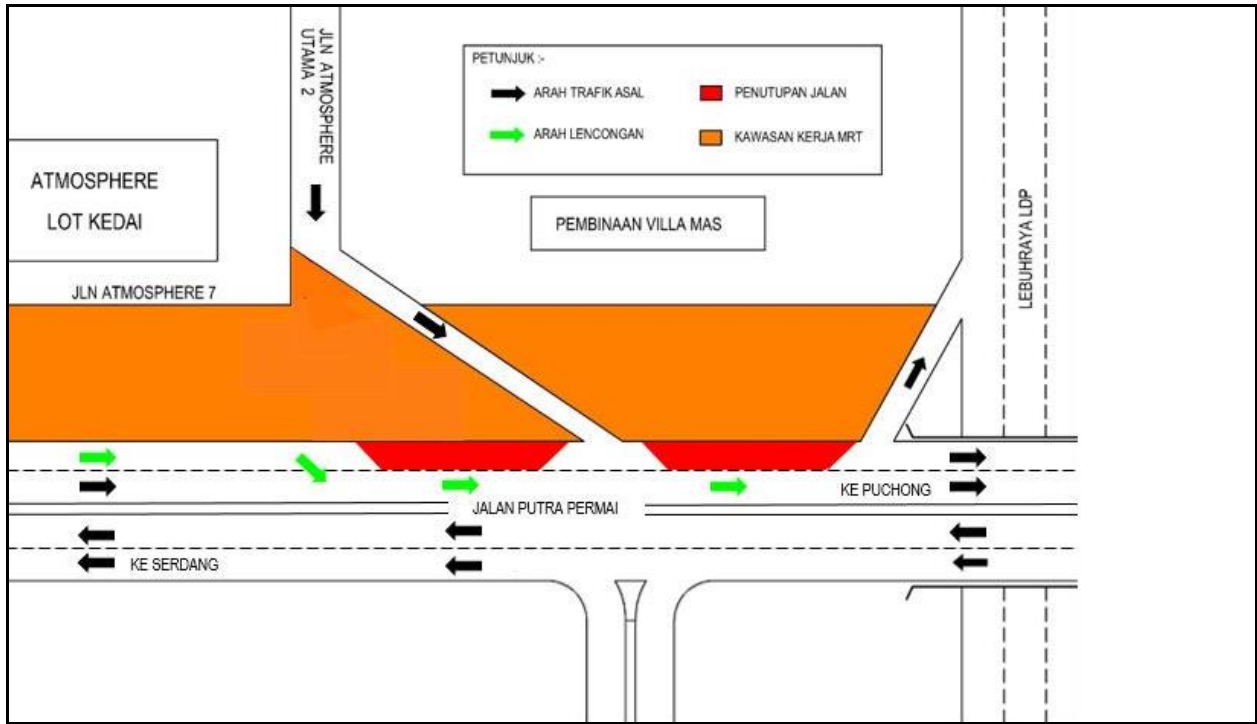 JLN ATMOSPHERE
UTAMA 2
PETUNJUK :-
ARAH TRAFIK ASAL
PENUTUPAN JALAN
ARAH LENCONGAN
KAWASAN KERJA MRT
ATMOSPHERE
LOT KEDAI
PEMBINAAN VILLA MAS
LEBUHRAYA LDP
JLN ATMOSPHERE 7
KE PUCHONG
JALAN PUTRA PERMAI
KE SERDANG